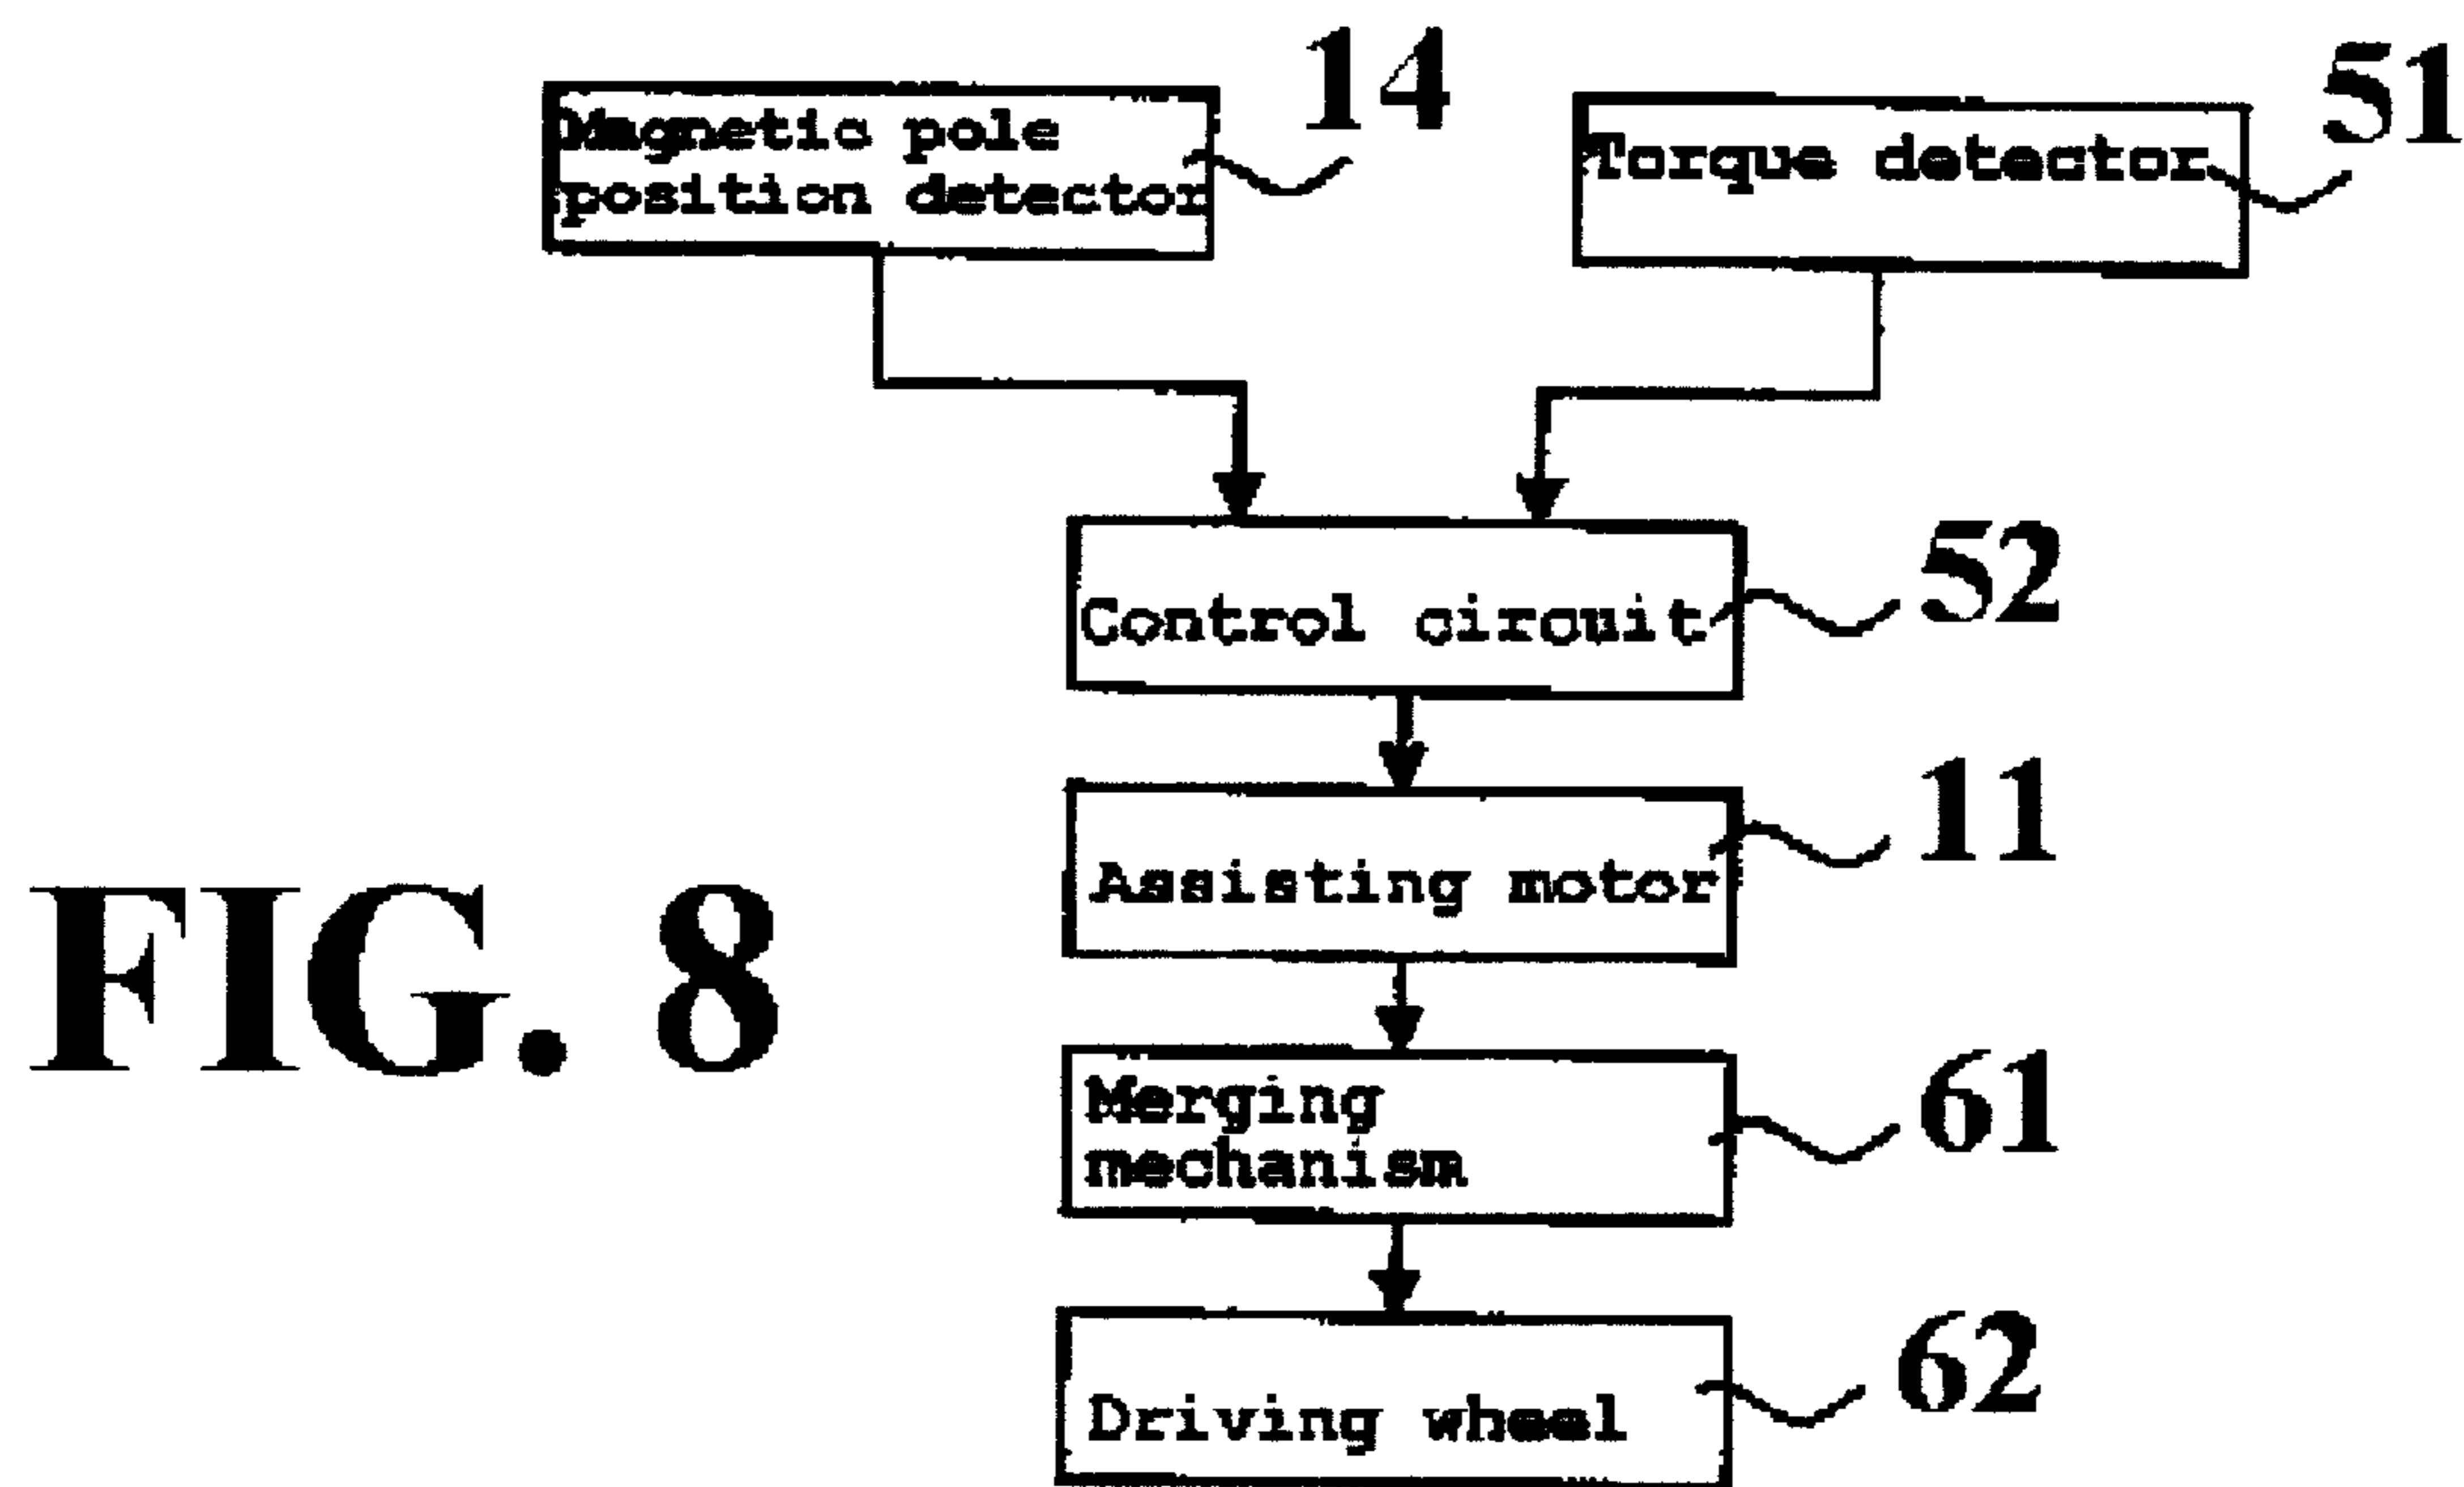 14
Magnetic pole
position detector
51
Torque detector
52
Control circuit
11
Assisting motor
FIG. 8
61
Merging
mechanism
62
Driving wheel